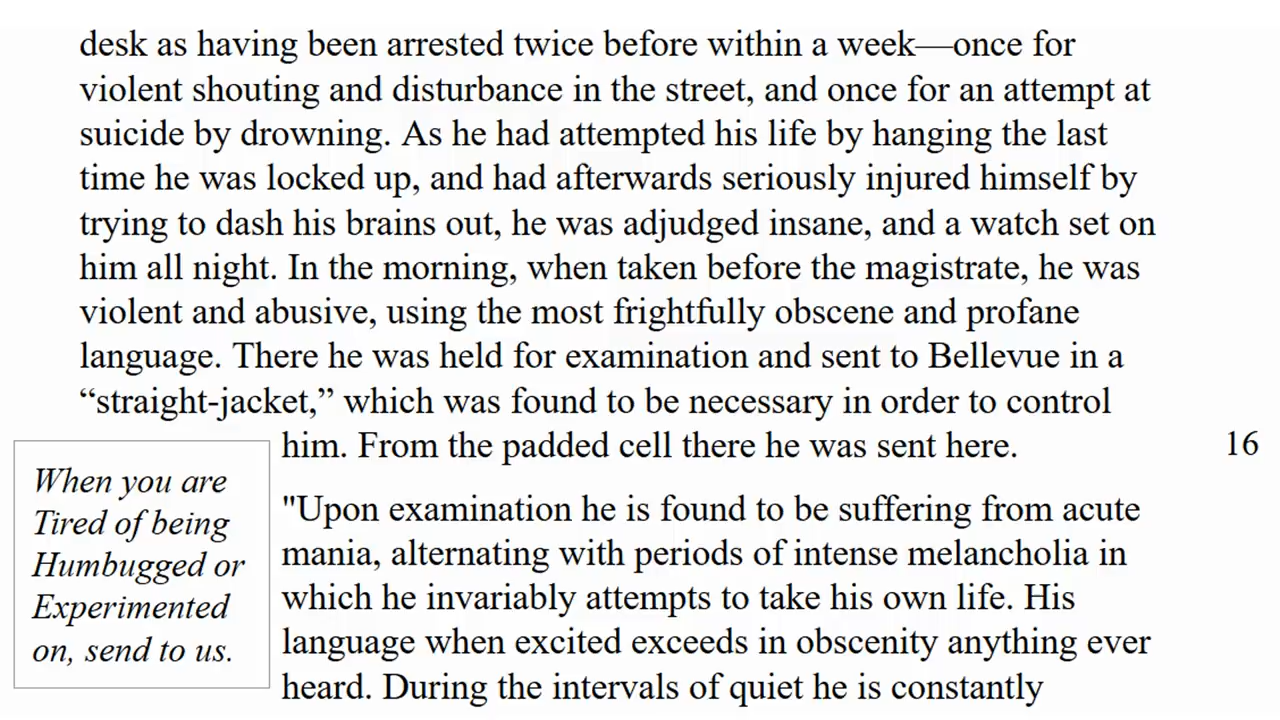 desk as having been arrested twice before within a week—once for
violent shouting and disturbance in the street, and once for an attempt at
suicide by drowning. As he had attempted his life by hanging the last
time he was locked up, and had afterwards seriously injured himself by
trying to dash his brains out, he was adjudged insane, and a watch set on
him all night. In the morning, when taken before the magistrate, he was
violent and abusive, using the most frightfully obscene and profane
language. There he was held for examination and sent to Bellevue in a
“straight-jacket,” which was found to be necessary in order to control
him. From the padded cell there he was sent here.
16
When you are
Tired of being
Humbugged or
Experimented
on, send to us.
"Upon examination he is found to be suffering from acute
mania, alternating with periods of intense melancholia in
which he invariably attempts to take his own life. His
language when excited exceeds in obscenity anything ever
heard. During the intervals of quiet he is constantly